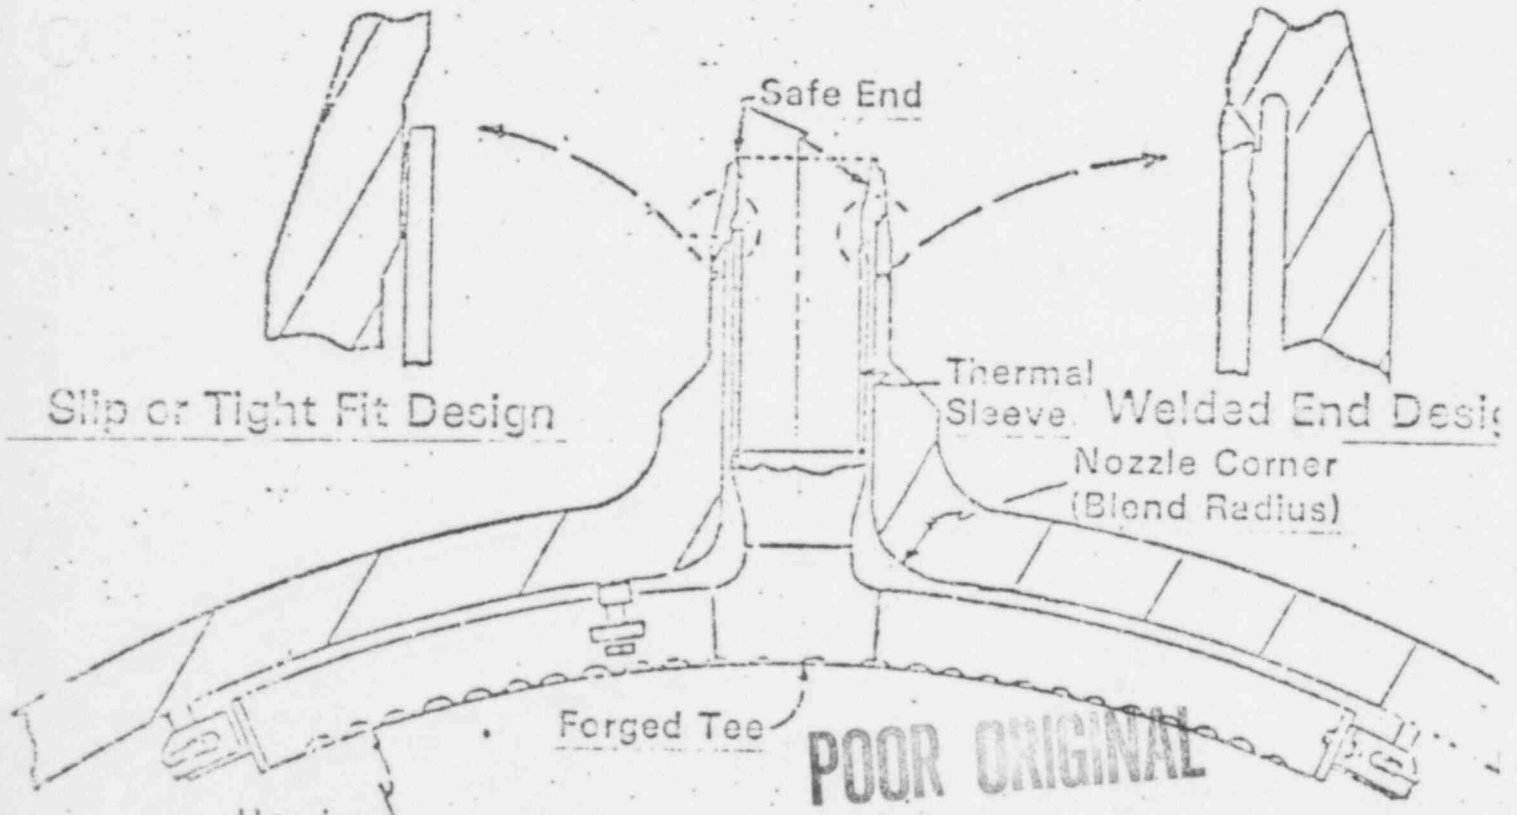 Safe End
Slip or Tight Fit Design
Thermal
Sleeve
Welded End Desig
Nozzle Corner
(Blend Radius)
Forged Tee
POOR ORIGINAL